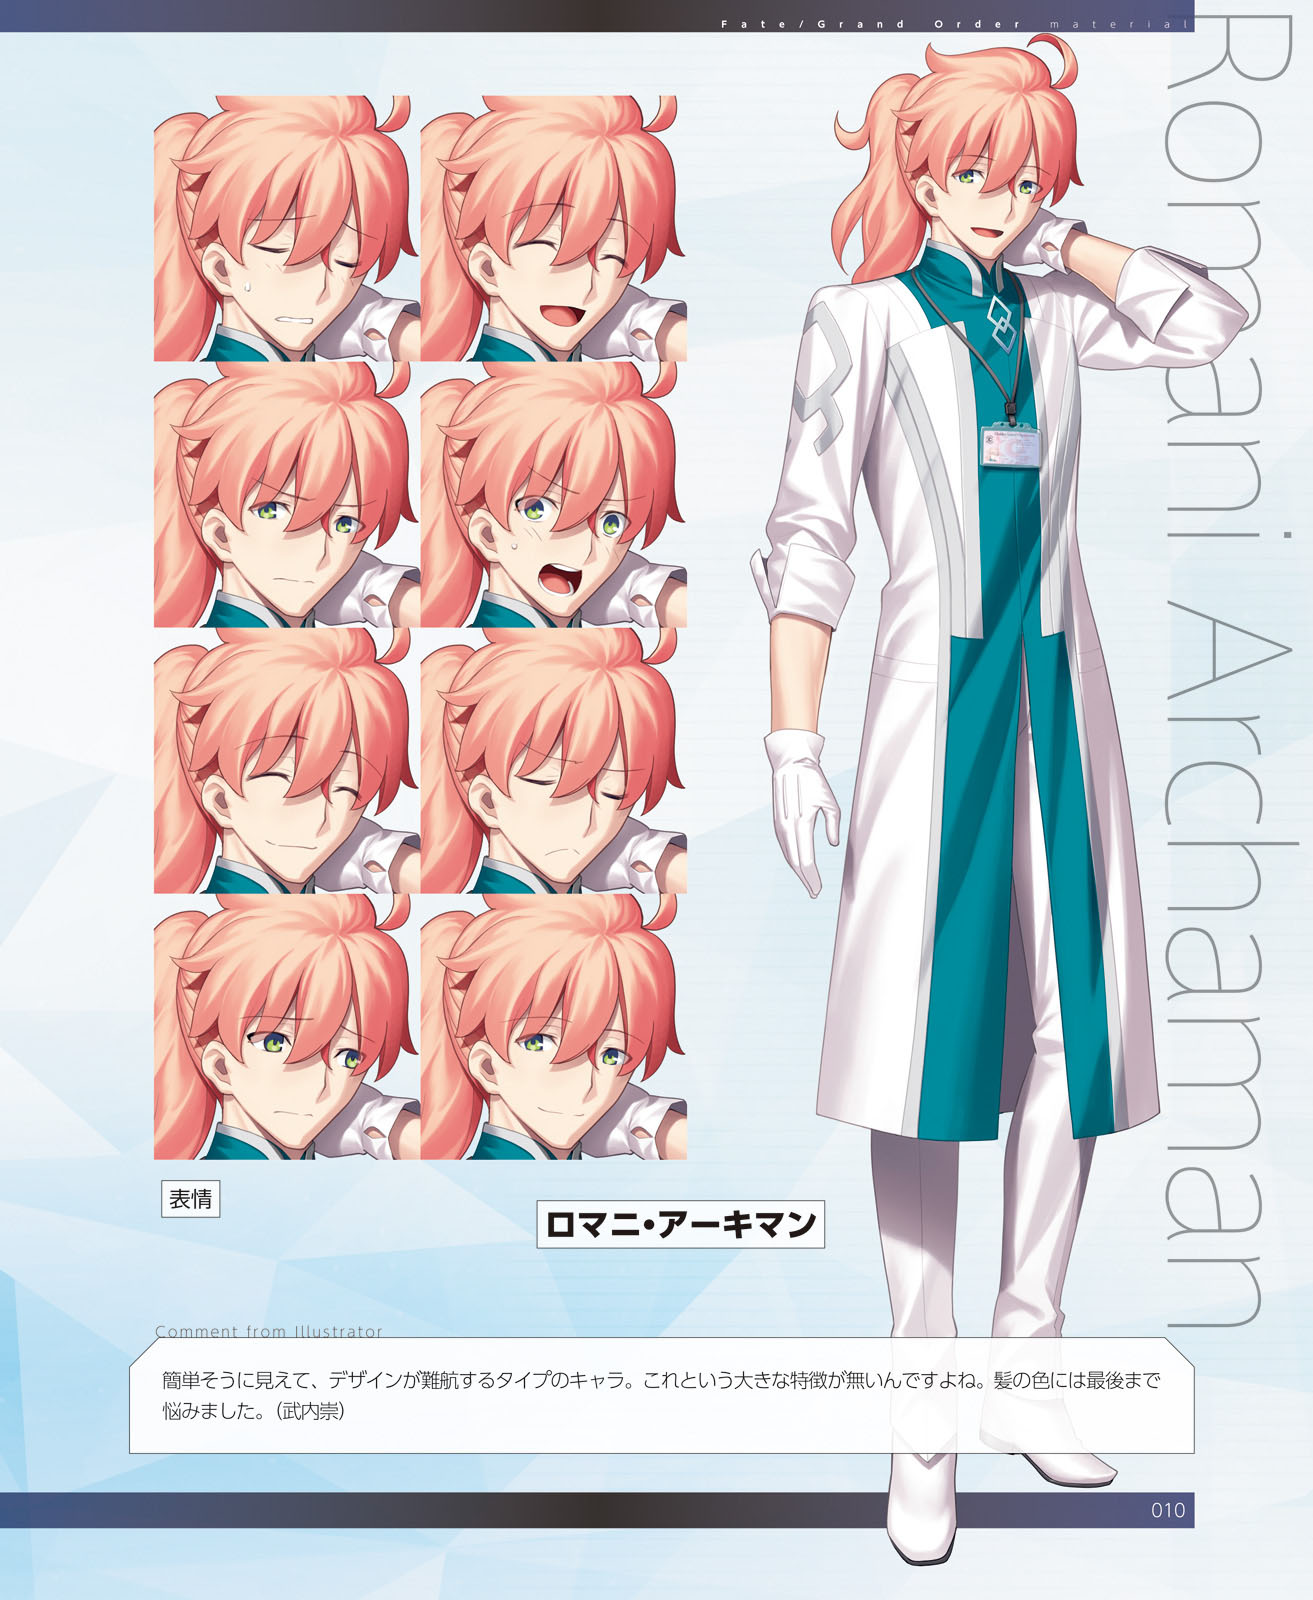 Fate/Grand Order material
Romani Archaman
表情
ロマニ・アーキマン
Comment from Illustrator
簡単そうに見えて、デザインが難航するタイプのキャラ。これという大きな特徴が無いんですよね。髪の色には最後まで
悩みました。（武内崇）
010